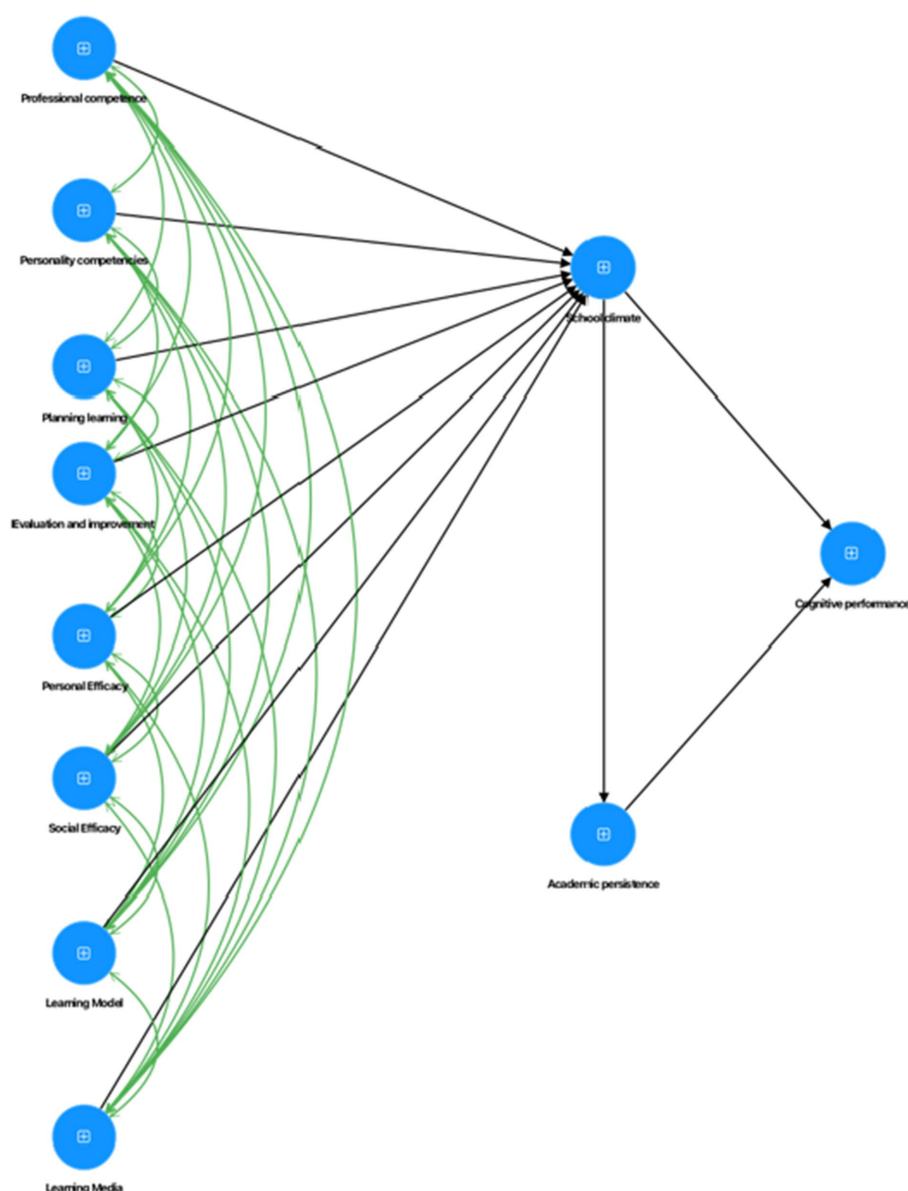 Professional competence
Personality competencies
School climate
Planning learning
Evaluation and improvement
Cognitive performance
Personal Efficacy
Social Efficacy
Academic persistence
Learning Model
Learning Media